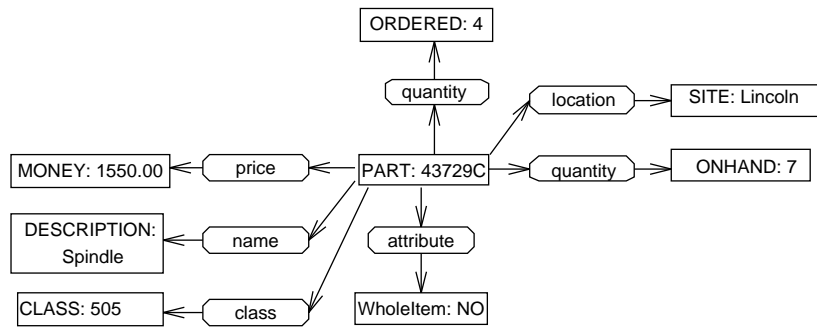 ORDERED: 4
quantity
location
SITE: Lincoln
MONEY: 1550.00
price
PART: 43729C
quantity
ONHAND: 7
DESCRIPTION:
Spindle
name
attribute
CLASS: 505
class
WholeItem: NO